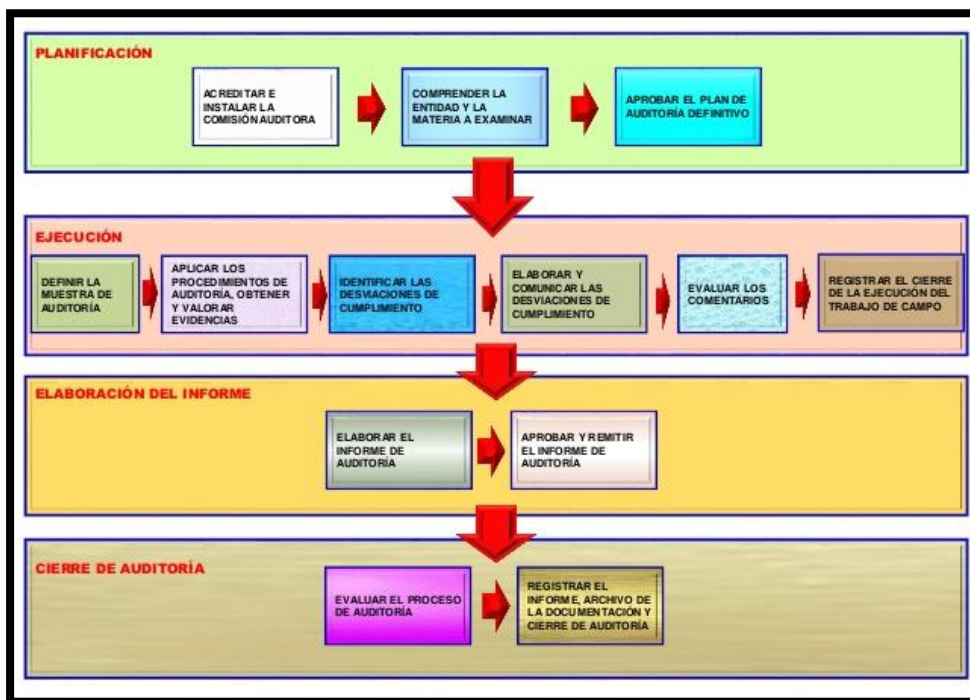 PLANIFICACIÓN
ACREDITAR E
INSTALAR LA
COMISIÓN AUDITORA
COMPRENDER LA
ENTIDAD Y LA
MATERIA A EXAMINAR
APROBAR EL PLAN DE
AUDITORÍA DEFINITIVO
EJECUCIÓN
DEFINIR LA
MUESTRA DE
AUDITORÍA
APLICAR LOS
PROCEDIMIENTOS DE
AUDITORÍA, OBTENER
Y VALORAR
EVIDENCIAS
IDENTIFICAR LAS
DESVIACIONES DE
CUMPLIMIENTO
ELABORAR Y
COMUNICAR LAS
DESVIACIONES DE
CUMPLIMIENTO
EVALUAR LOS
COMENTARIOS
REGISTRAR EL CIERRE
DE LA EJECUCIÓN DEL
TRABAJO DE CAMPO
ELABORACIÓN DEL INFORME
ELABORAR EL
INFORME DE
AUDITORÍA
APROBAR Y REMITIR
EL INFORME DE
AUDITORÍA
CIERRE DE AUDITORÍA
EVALUAR EL PROCESO
DE AUDITORÍA
REGISTRAR EL
INFORME, ARCHIVO DE
LA DOCUMENTACIÓN Y
CIERRE DE AUDITORÍA